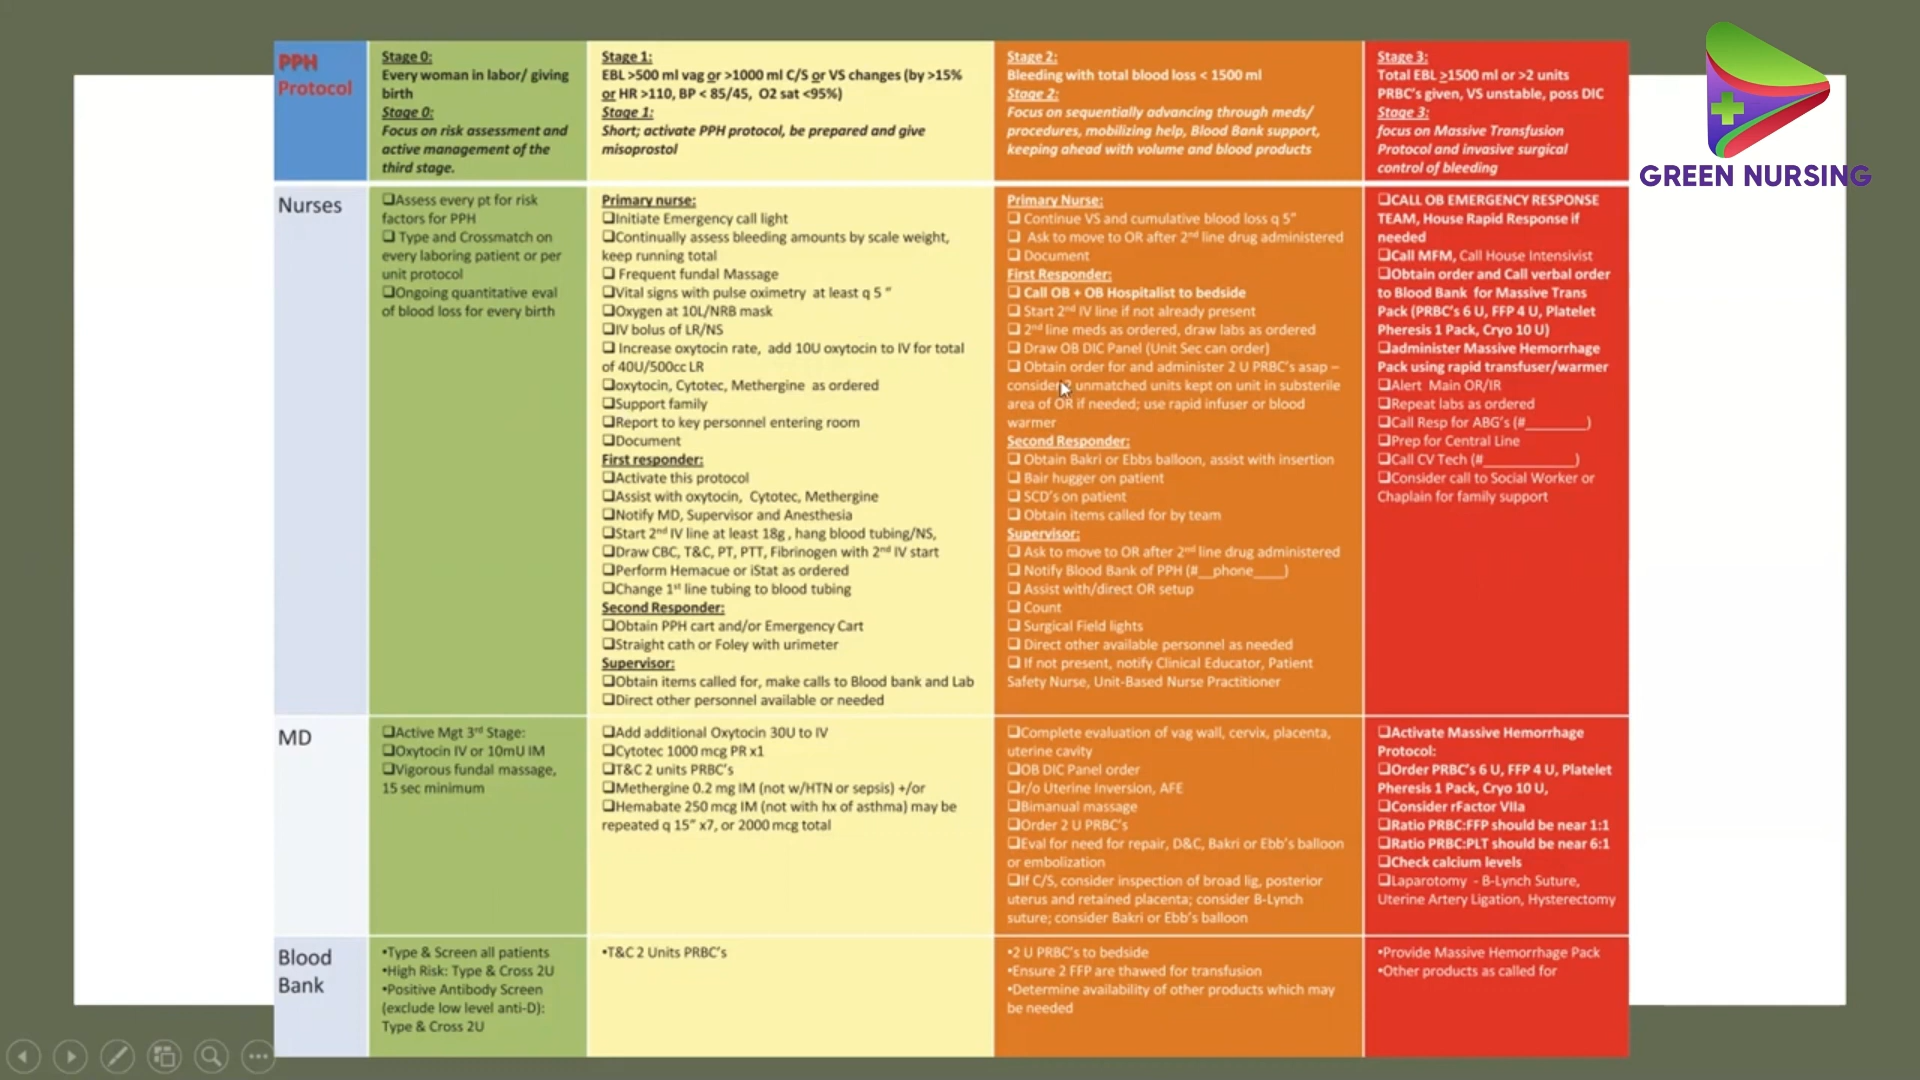 PPH
Protocol
Stage 0:
Every woman in labor/ giving
birth
Stage 0:
Focus on risk assessment and
active management of the
third stage.
Stage 1:
EBL >500 ml vag or >1000 ml C/S or VS changes (by >15%
or HR >110, BP < 85/45, O2 sat <95%)
Stage 1:
Short; activate PPH protocol, be prepared and give
misoprostol
Stage 2:
Bleeding with total blood loss < 1500 ml
Stage 2:
Focus on sequentially advancing through meds/
procedures, mobilizing help, Blood Bank support,
keeping ahead with volume and blood products
Stage 3:
Total EBL ≥1500 ml or >2 units
PRBC's given, VS unstable, poss DIC
Stage 3:
focus on Massive Transfusion
Protocol and invasive surgical
control of bleeding
GREEN NURSING
Nurses
❑Assess every pt for risk
factors for PPH
❑ Type and Crossmatch on
every laboring patient or per
unit protocol
❑Ongoing quantitative eval
of blood loss for every birth
Primary nurse:
❑Initiate Emergency call light
❑Continually assess bleeding amounts by scale weight,
keep running total
❑ Frequent fundal Massage
❑Vital signs with pulse oximetry at least q 5 "
❑Oxygen at 10L/NRB mask
❑IV bolus of LR/NS
❑ Increase oxytocin rate, add 10U oxytocin to IV for total
of 40U/500cc LR
❑oxytocin, Cytotec, Methergine as ordered
❑Support family
❑Report to key personnel entering room
❑Document
First responder:
❑Activate this protocol
❑Assist with oxytocin, Cytotec, Methergine
❑Notify MD, Supervisor and Anesthesia
❑Start 2nd IV line at least 18g , hang blood tubing/NS,
❑Draw CBC, T&C, PT, PTT, Fibrinogen with 2nd IV start
❑Perform Hemacue or iStat as ordered
❑Change 1st line tubing to blood tubing
Second Responder:
❑Obtain PPH cart and/or Emergency Cart
❑Straight cath or Foley with urimeter
Supervisor:
❑Obtain items called for, make calls to Blood bank and Lab
❑Direct other personnel available or needed
Primary Nurse:
❑ Continue VS and cumulative blood loss q 5"
❑ Ask to move to OR after 2nd line drug administered
❑ Document
First Responder:
❑ Call OB + OB Hospitalist to bedside
❑ Start 2nd IV line if not already present
❑ 2nd line meds as ordered, draw labs as ordered
❑ Draw OB DIC Panel (Unit Sec can order)
❑ Obtain order for and administer 2 U PRBC's asap –
consider unmatched units kept on unit in substerile
area of OR if needed; use rapid infuser or blood
warmer
Second Responder:
❑ Obtain Bakri or Ebbs balloon, assist with insertion
❑ Bair hugger on patient
❑ SCD's on patient
❑ Obtain items called for by team
Supervisor:
❑ Ask to move to OR after 2nd line drug administered
❑ Notify Blood Bank of PPH (#__phone____)
❑ Assist with/direct OR setup
❑ Count
❑ Surgical Field lights
❑ Direct other available personnel as needed
❑ If not present, notify Clinical Educator, Patient
Safety Nurse, Unit-Based Nurse Practitioner
❑CALL OB EMERGENCY RESPONSE
TEAM, House Rapid Response if
needed
❑Call MFM, Call House Intensivist
❑Obtain order and Call verbal order
to Blood Bank for Massive Trans
Pack (PRBC's 6 U, FFP 4 U, Platelet
Pheresis 1 Pack, Cryo 10 U)
❑administer Massive Hemorrhage
Pack using rapid transfuser/warmer
❑Alert Main OR/IR
❑Repeat labs as ordered
❑Call Resp for ABG's (#________)
❑Prep for Central Line
❑Call CV Tech (#____________)
❑Consider call to Social Worker or
Chaplain for family support
MD
❑Active Mgt 3rd Stage:
❑Oxytocin IV or 10mU IM
❑Vigorous fundal massage,
15 sec minimum
❑Add additional Oxytocin 30U to IV
❑Cytotec 1000 mcg PR x1
❑T&C 2 units PRBC's
❑Methergine 0.2 mg IM (not w/HTN or sepsis) +/or
❑Hemabate 250 mcg IM (not with hx of asthma) may be
repeated q 15" x7, or 2000 mcg total
❑Complete evaluation of vag wall, cervix, placenta,
uterine cavity
❑OB DIC Panel order
❑r/o Uterine Inversion, AFE
❑Bimanual massage
❑Order 2 U PRBC's
❑Eval for need for repair, D&C, Bakri or Ebb's balloon
or embolization
❑If C/S, consider inspection of broad lig, posterior
uterus and retained placenta; consider B-Lynch
suture; consider Bakri or Ebb's balloon
❑Activate Massive Hemorrhage
Protocol:
❑Order PRBC's 6 U, FFP 4 U, Platelet
Pheresis 1 Pack, Cryo 10 U,
❑Consider rFactor VIIa
❑Ratio PRBC:FFP should be near 1:1
❑Ratio PRBC:PLT should be near 6:1
❑Check calcium levels
❑Laparotomy - B-Lynch Suture,
Uterine Artery Ligation, Hysterectomy
Blood
Bank
•Type & Screen all patients
•High Risk: Type & Cross 2U
•Positive Antibody Screen
(exclude low level anti-D):
Type & Cross 2U
•T&C 2 Units PRBC's
•2 U PRBC's to bedside
•Ensure 2 FFP are thawed for transfusion
•Determine availability of other products which may
be needed
•Provide Massive Hemorrhage Pack
•Other products as called for